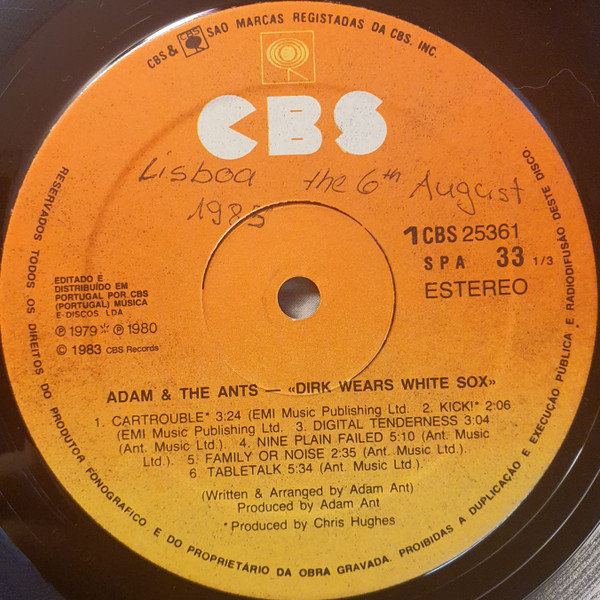 CBS & CBS SAO MARCAS REGISTADAS DA CBS, INC.
CBS
Lisboa the 6th August
1983
1 CBS 25361
SPA 33 1/3
ESTEREO
EDITADO E
DISTRIBUÍDO EM
PORTUGAL POR CBS
(PORTUGAL) MÚSICA
E-DISCOS LDA
℗ 1979 * ℗ 1980
© 1983 CBS Records
ADAM & THE ANTS — «DIRK WEARS WHITE SOX»
1. CARTROUBLE* 3:24 (EMI Music Publishing Ltd. 2. KICK!* 2:06
(EMI Music Publishing Ltd. 3. DIGITAL TENDERNESS 3:04
(Ant. Music Ltd.). 4. NINE PLAIN FAILED 5:10 (Ant. Music
Ltd.). 5. FAMILY OR NOISE 2:35 (Ant. Music Ltd.).
6. TABLETALK 5:34 (Ant. Music Ltd.).
(Written & Arranged by Adam Ant)
Produced by Adam Ant
*Produced by Chris Hughes
RESERVADOS TODOS OS DIREITOS DO PRODUTOR FONOGRAFICO E DO PROPRIETÁRIO DA OBRA GRAVADA. PROIBIDAS A DUPLICAÇÃO E EXECUÇÃO PÚBLICA E RADIODIFUSÃO DESTE DISCO.